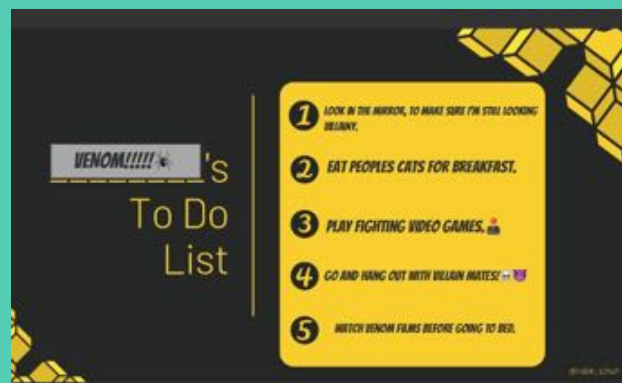 VENOM!!!!!🕷's
To Do
List
1 LOOK IN THE MIRROR, TO MAKE SURE I'M STILL LOOKING
VILLAINY.
2 EAT PEOPLES CATS FOR BREAKFAST.
3 PLAY FIGHTING VIDEO GAMES.🕹
4 GO AND HANG OUT WITH VILLAIN MATES!💀😈
5 WATCH VENOM FILMS BEFORE GOING TO BED.